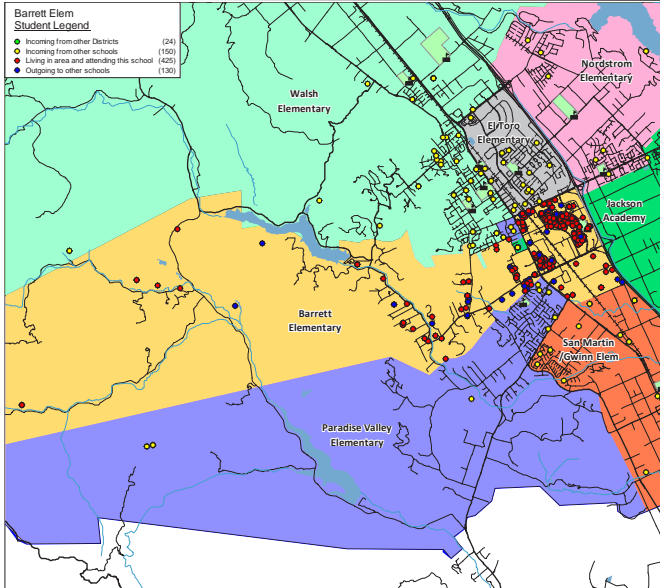 Barrett Elem
Student Legend
Incoming from other Districts (24)
Incoming from other schools (150)
Living in area and attending this school (425)
Outgoing to other schools (130)
Nordstrom
Elementary
Walsh
Elementary
El Toro
Elementary
Jackson
Academy
Barrett
Elementary
San Martin
/Gwinn Elem
Paradise Valley
Elementary